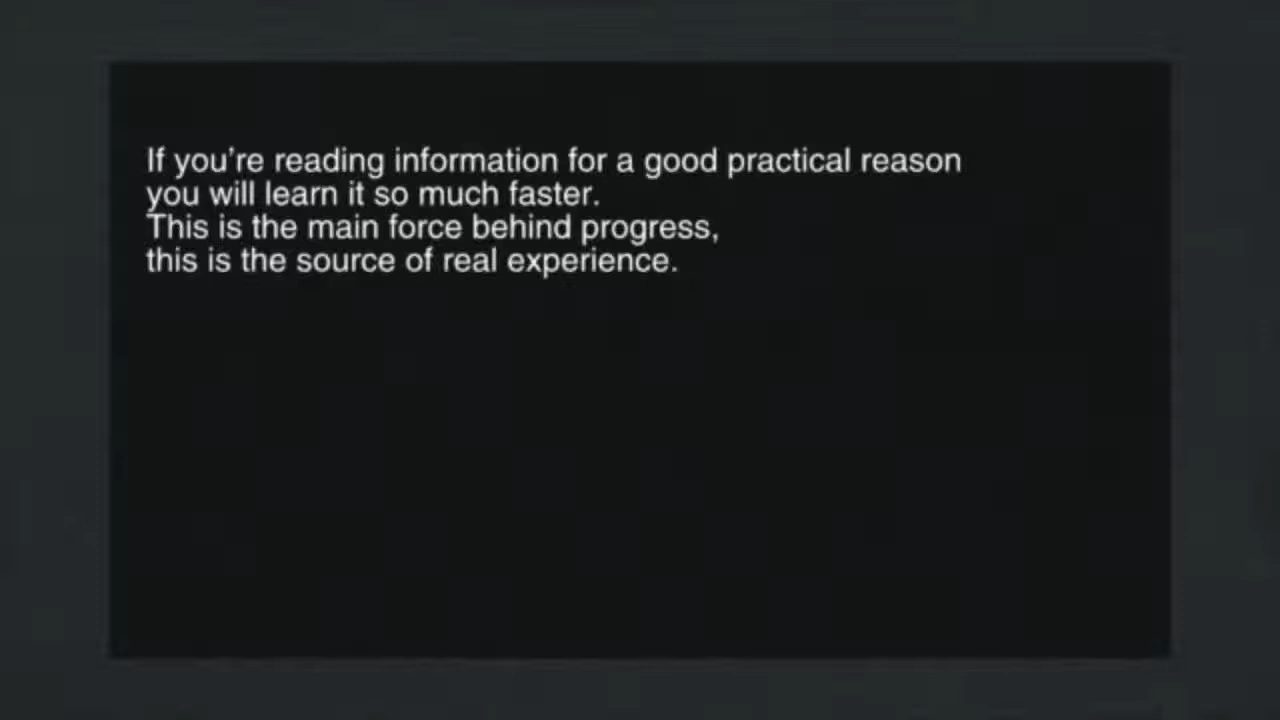 If you’re reading information for a good practical reason
you will learn it so much faster.
This is the main force behind progress,
this is the source of real experience.